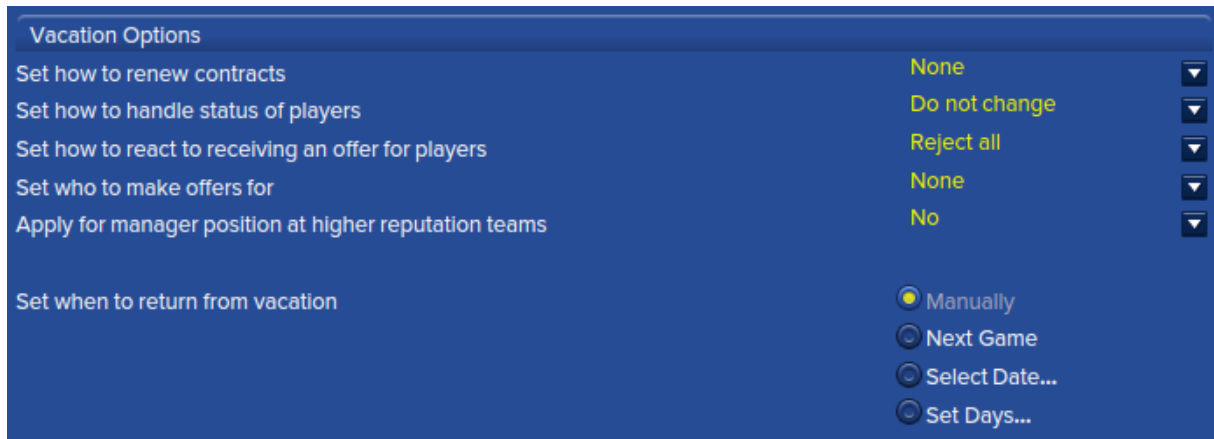 Vacation Options
Set how to renew contracts None
Set how to handle status of players Do not change
Set how to react to receiving an offer for players Reject all
Set who to make offers for None
Apply for manager position at higher reputation teams No
Set when to return from vacation Manually
Next Game
Select Date...
Set Days...